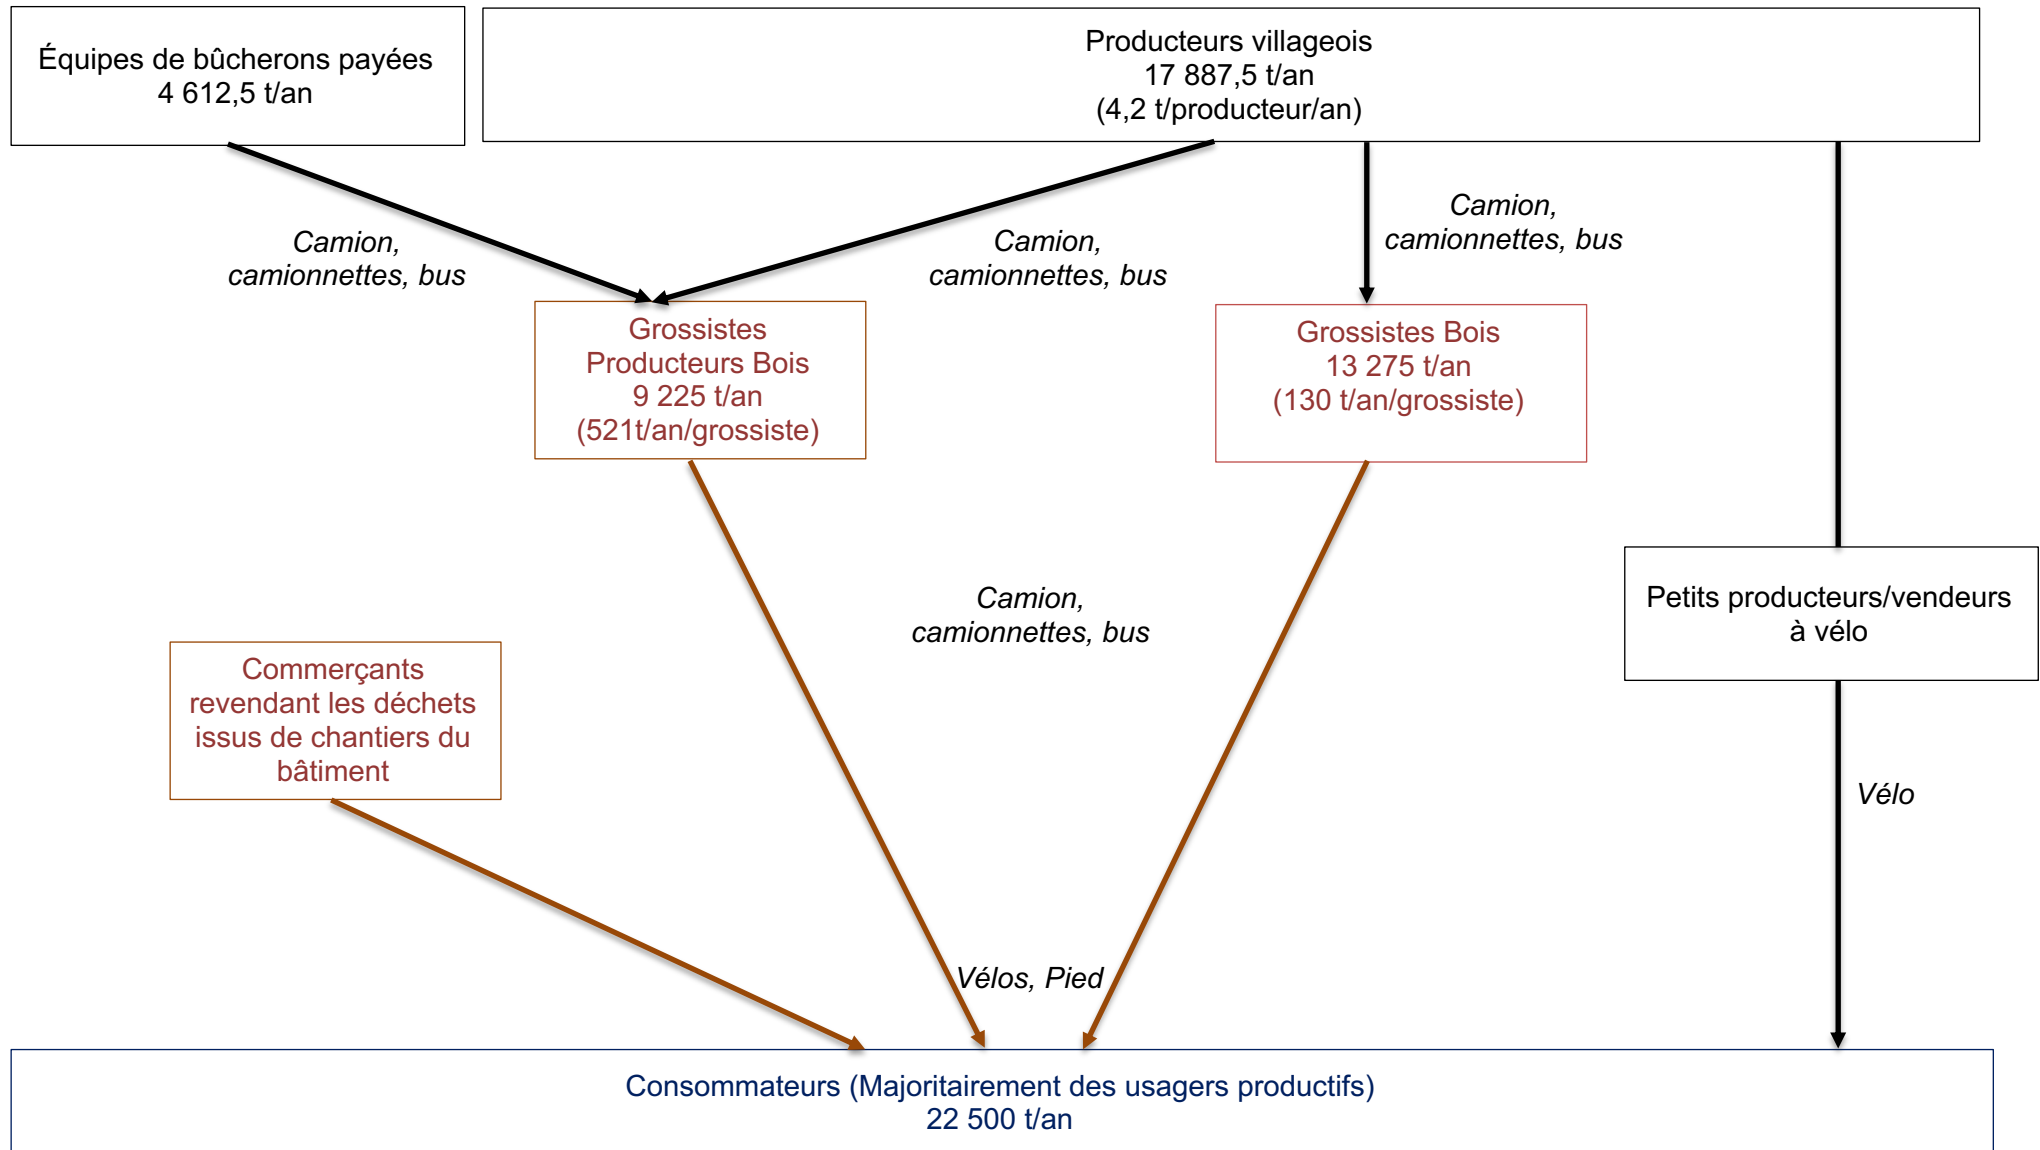 Équipes de bûcherons payées
4 612,5 t/an
Producteurs villageois
17 887,5 t/an
(4,2 t/producteur/an)
Camion,
camionnettes, bus
Camion,
camionnettes, bus
Camion,
camionnettes, bus
Grossistes
Producteurs Bois
9 225 t/an
(521t/an/grossiste)
Grossistes Bois
13 275 t/an
(130 t/an/grossiste)
Camion,
camionnettes, bus
Petits producteurs/vendeurs
à vélo
Commerçants
revendant les déchets
issus de chantiers du
bâtiment
Vélo
Vélos, Pied
Consommateurs (Majoritairement des usagers productifs)
22 500 t/an